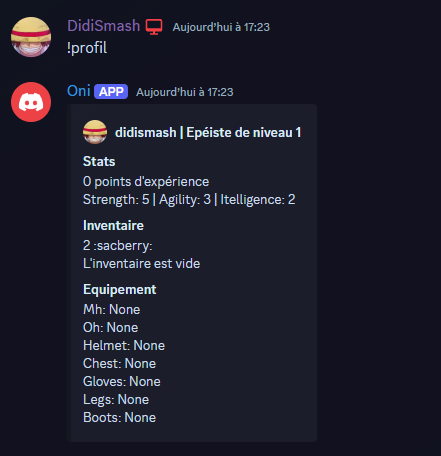 DidiSmash Aujourd'hui à 17:23
!profil
Oni APP Aujourd'hui à 17:23
didismash | Epéiste de niveau 1
Stats
0 points d'expérience
Strength: 5 | Agility: 3 | Itelligence: 2
Inventaire
2 :sacberry:
L'inventaire est vide
Equipement
Mh: None
Oh: None
Helmet: None
Chest: None
Gloves: None
Legs: None
Boots: None